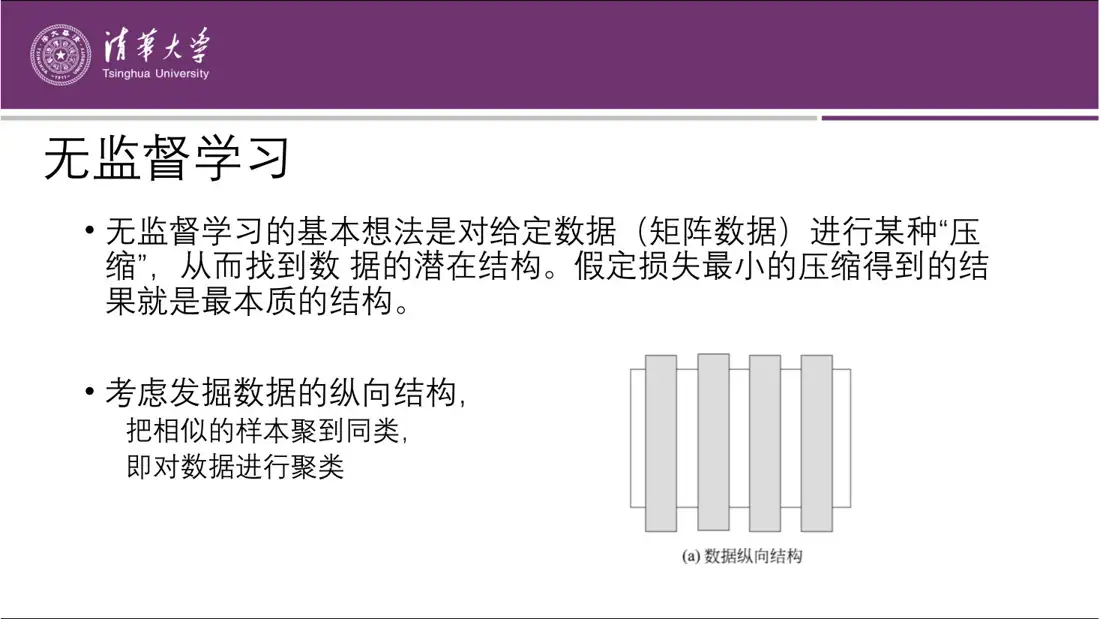 清华大学
Tsinghua University
无监督学习
• 无监督学习的基本想法是对给定数据（矩阵数据）进行某种“压
缩”，从而找到数 据的潜在结构。假定损失最小的压缩得到的结
果就是最本质的结构。
• 考虑发掘数据的纵向结构，
把相似的样本聚到同类，
即对数据进行聚类
(a) 数据纵向结构